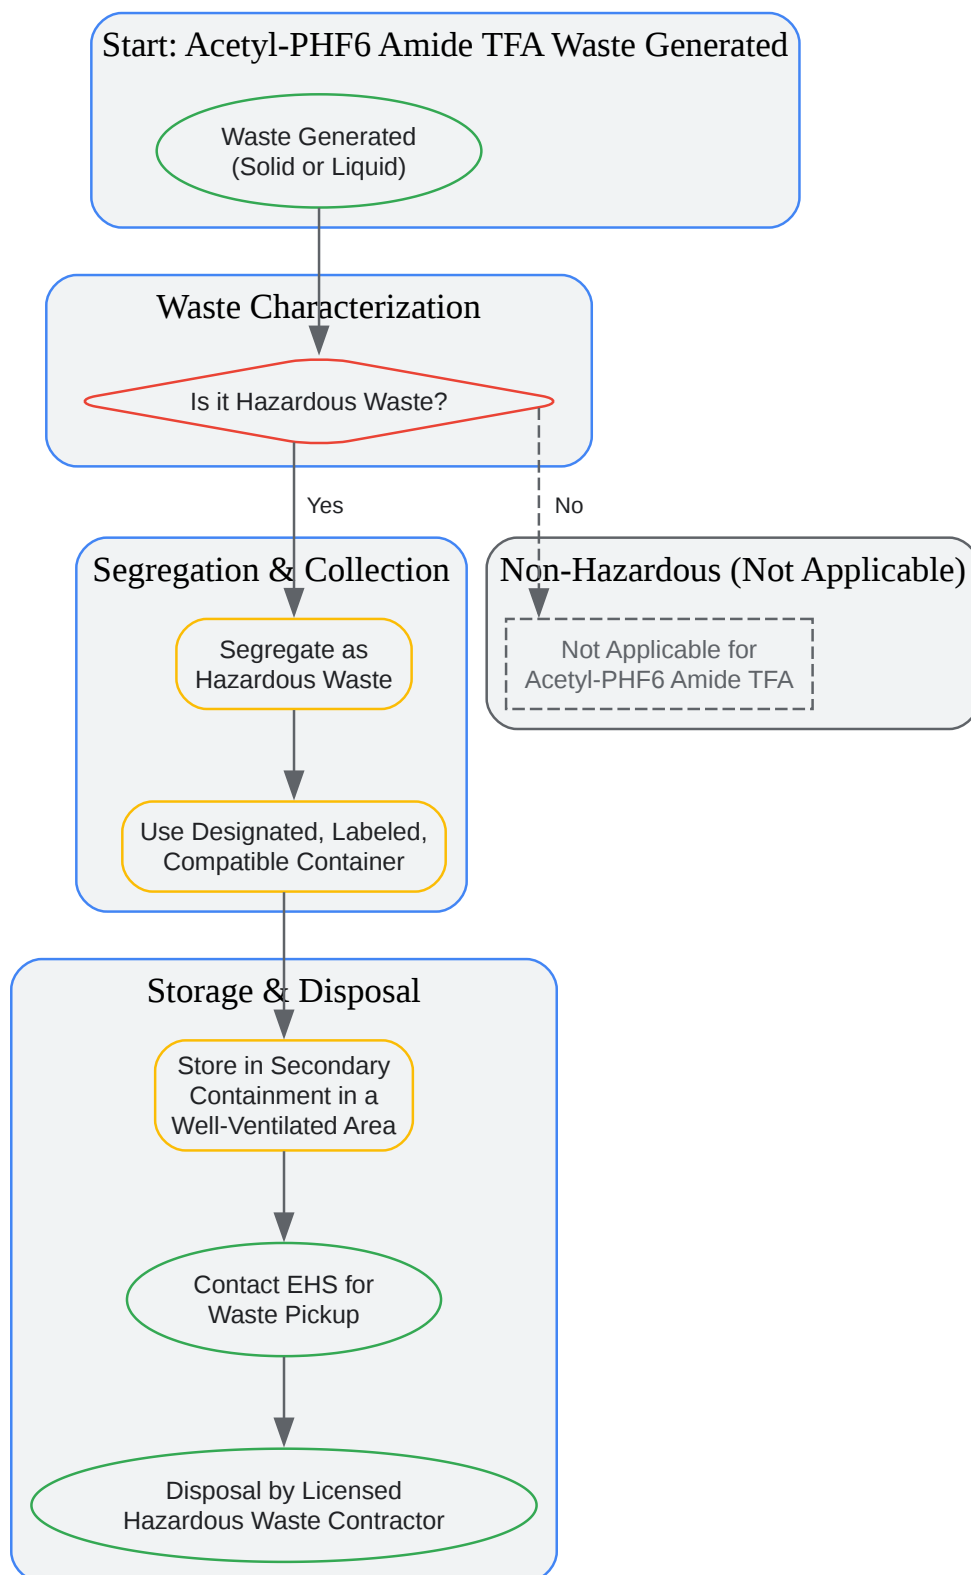 Start: Acetyl-PHF6 Amide TFA Waste Generated
Waste Generated
(Solid or Liquid)
Waste Characterization
Is it Hazardous Waste?
Yes
No
Segregation & Collection
Non-Hazardous (Not Applicable)
Segregate as
Hazardous Waste
Not Applicable for
Acetyl-PHF6 Amide TFA
Use Designated, Labeled,
Compatible Container
Storage & Disposal
Store in Secondary
Containment in a
Well-Ventilated Area
Contact EHS for
Waste Pickup
Disposal by Licensed
Hazardous Waste Contractor